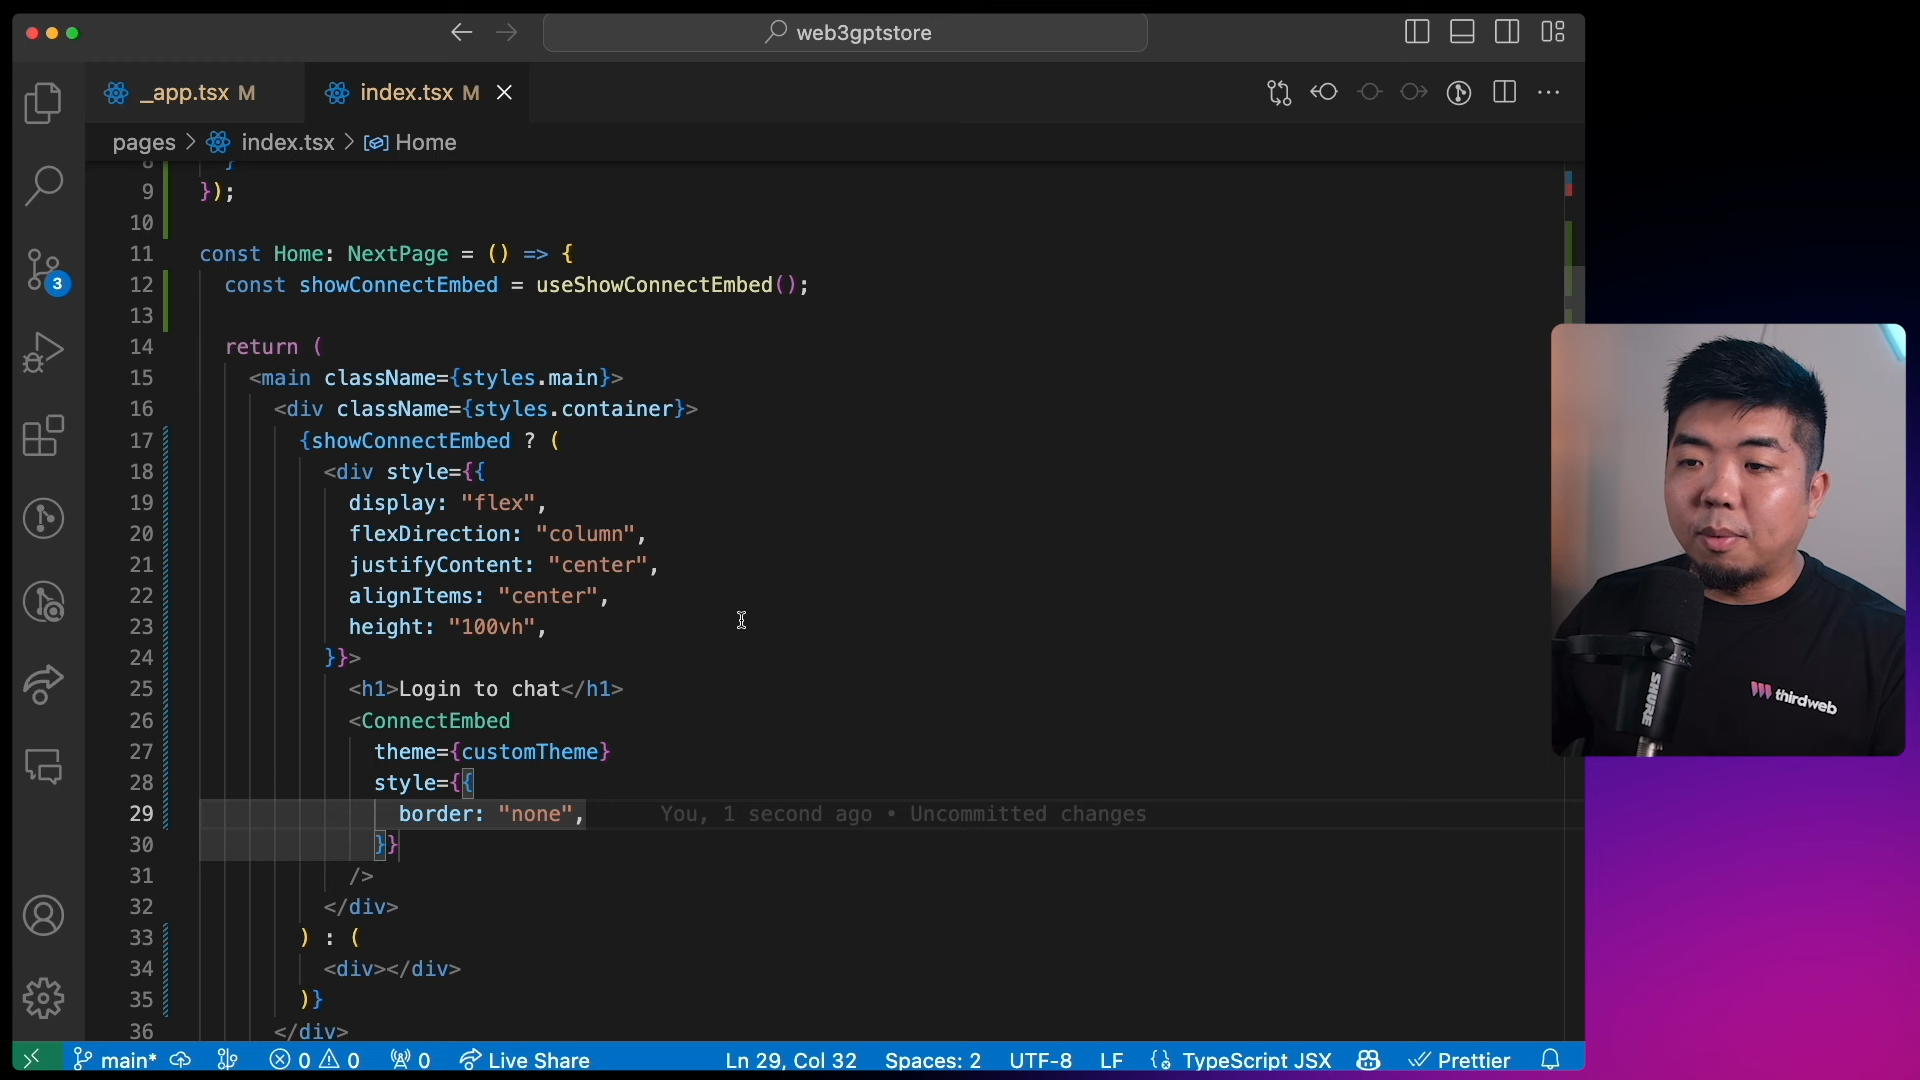 web3gptstore
_app.tsx M
index.tsx M
pages > index.tsx > Home
8 }
9 });
10
11 const Home: NextPage = () => {
12 const showConnectEmbed = useShowConnectEmbed();
13
14 return (
15 <main className={styles.main}>
16 <div className={styles.container}>
17 {showConnectEmbed ? (
18 <div style={{
19 display: "flex",
20 flexDirection: "column",
21 justifyContent: "center",
22 alignItems: "center",
23 height: "100vh",
24 }}>
25 <h1>Login to chat</h1>
26 <ConnectEmbed
27 theme={customTheme}
28 style={{
29 border: "none", You, 1 second ago • Uncommitted changes
30 }}
31 />
32 </div>
33 ) : (
34 <div></div>
35 )}
36 </div>
3
main* 0 0 0 Live Share Ln 29, Col 32 Spaces: 2 UTF-8 LF TypeScript JSX Prettier
SHURE
thirdweb